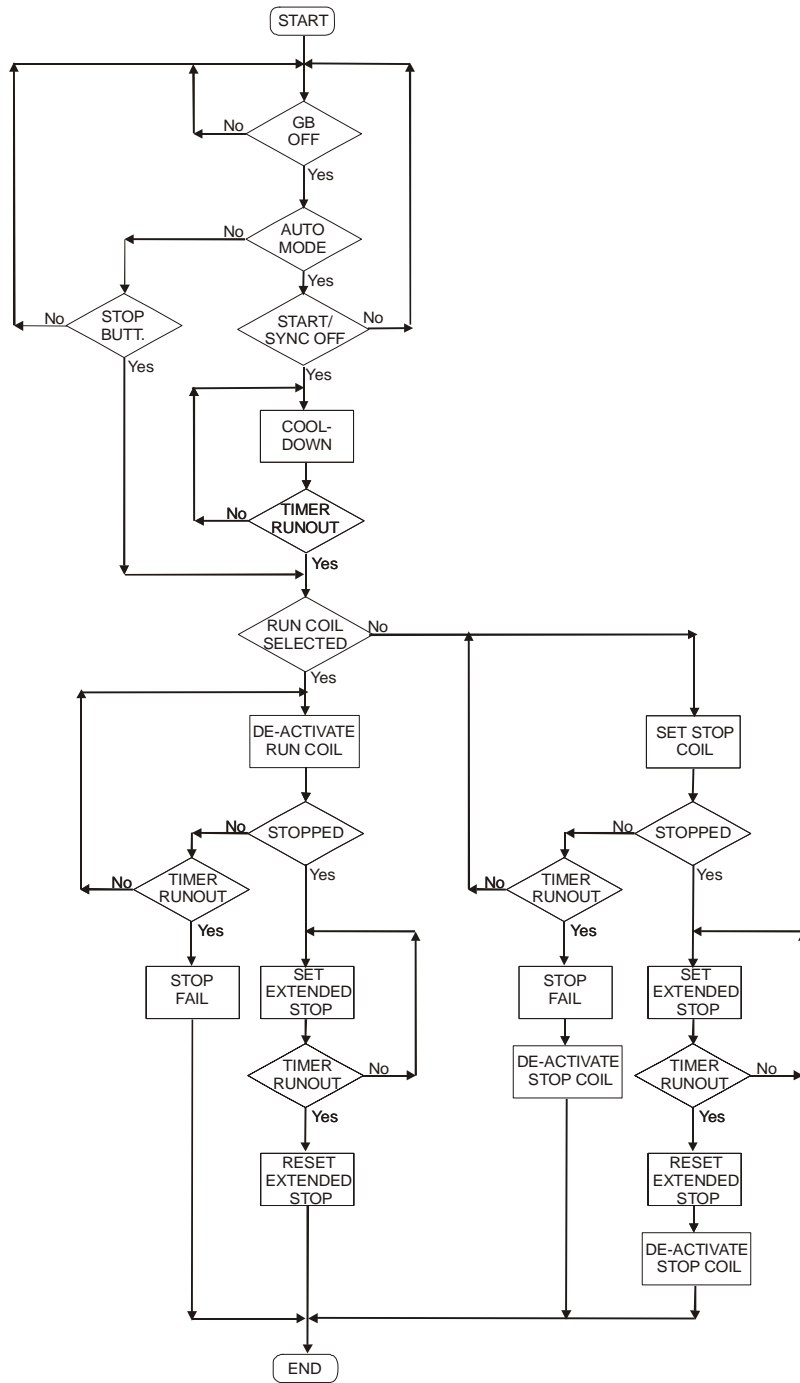 START
GB
OFF
No
Yes
AUTO
MODE
No
Yes
STOP
BUTT.
No
Yes
START/
SYNC OFF
No
Yes
COOL-
DOWN
TIMER
RUNOUT
No
Yes
RUN COIL
SELECTED
No
Yes
DE-ACTIVATE
RUN COIL
STOPPED
No
Yes
TIMER
RUNOUT
No
Yes
STOP
FAIL
SET
EXTENDED
STOP
TIMER
RUNOUT
No
Yes
RESET
EXTENDED
STOP
SET STOP
COIL
STOPPED
No
Yes
TIMER
RUNOUT
No
Yes
STOP
FAIL
DE-ACTIVATE
STOP COIL
SET
EXTENDED
STOP
TIMER
RUNOUT
No
Yes
RESET
EXTENDED
STOP
DE-ACTIVATE
STOP COIL
END